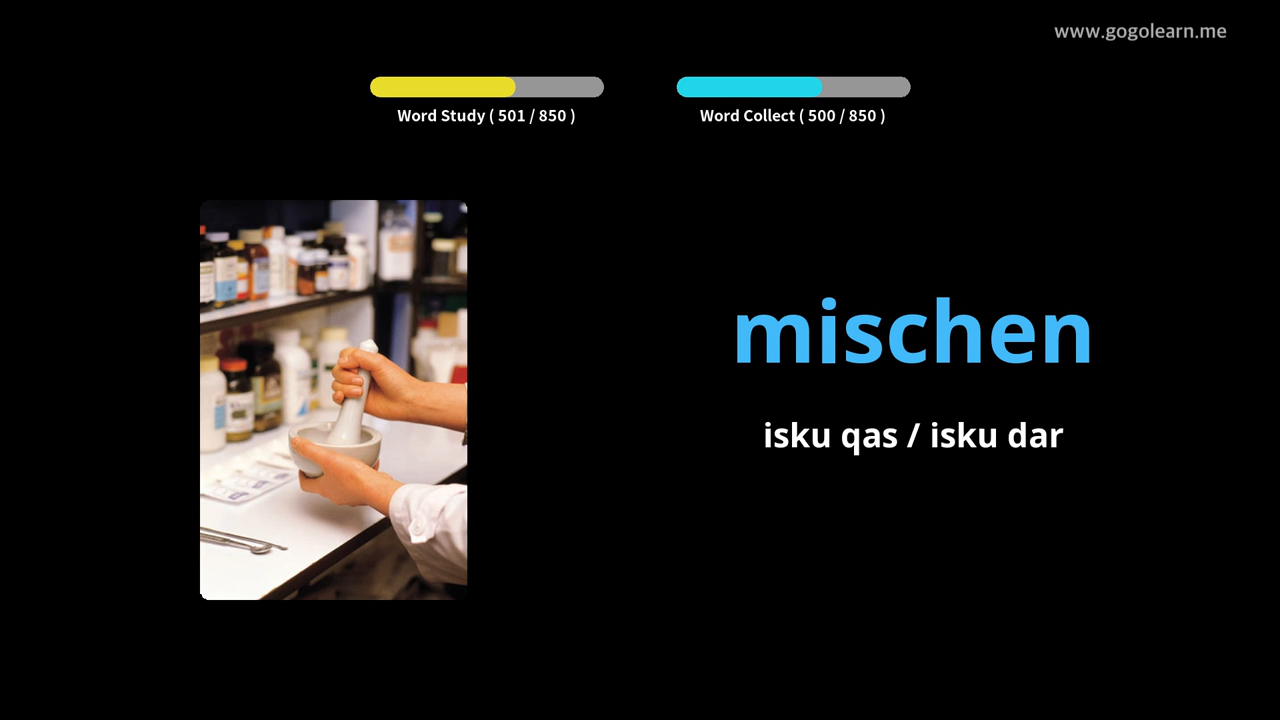 www.gogolearn.me
Word Study ( 501 / 850 )
Word Collect ( 500 / 850 )
mischen
isku qas / isku dar